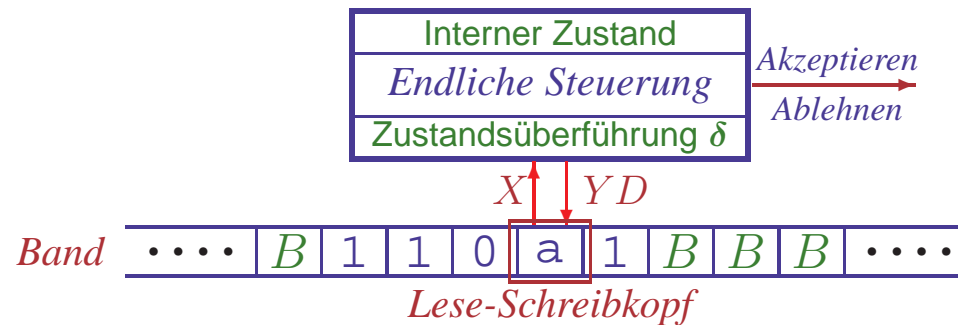 Interner Zustand
Endliche Steuerung
Zustandsüberführung δ
Akzeptieren
Ablehnen
X Y D
Band ···· B 1 1 0 a 1 B B B ····
Lese-Schreibkopf